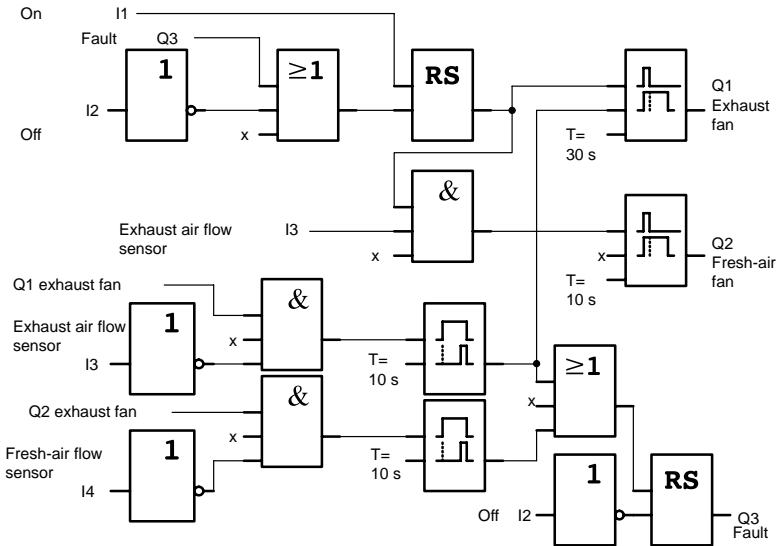 On I1
Fault Q3
1
≥1
RS
I2
Off
x
Q1
Exhaust
fan
T=
30 s
&
Exhaust air flow
sensor
I3
x
x
Q2
Fresh-air
fan
T=
10 s
Q1 exhaust fan
Exhaust air flow
sensor
1
I3
&
x
T=
10 s
Q2 exhaust fan
Fresh-air flow
sensor
1
I4
&
x
T=
10 s
≥1
x
Off I2
1
RS
Q3
Fault